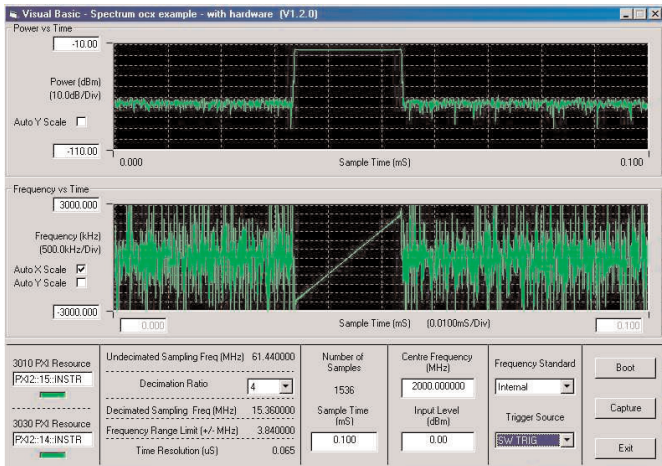 Visual Basic - Spectrum ocx example - with hardware (V1.2.0)
Power vs Time
-10.00
Power (dBm)
(10.0dB/Div)
Auto Y Scale
-110.00
0.000 Sample Time (mS) 0.100
Frequency vs Time
3000.000
Frequency (kHz)
(500.0kHz/Div)
Auto X Scale
Auto Y Scale
-3000.000
0.000 Sample Time (mS) (0.0100mS/Div) 0.100
3010 PXI Resource
PXI2::15::INSTR
3030 PXI Resource
PXI2::14::INSTR
Undecimated Sampling Freq (MHz) 61.440000
Decimation Ratio 4
Decimated Sampling Freq (MHz) 15.360000
Frequency Range Limit (+/- MHz) 3.840000
Time Resolution (uS) 0.065
Number of
Samples
1536
Sample Time
(mS)
0.100
Centre Frequency
(MHz)
2000.000000
Input Level
(dBm)
0.00
Frequency Standard
Internal
Trigger Source
SW TRIG
Boot
Capture
Exit